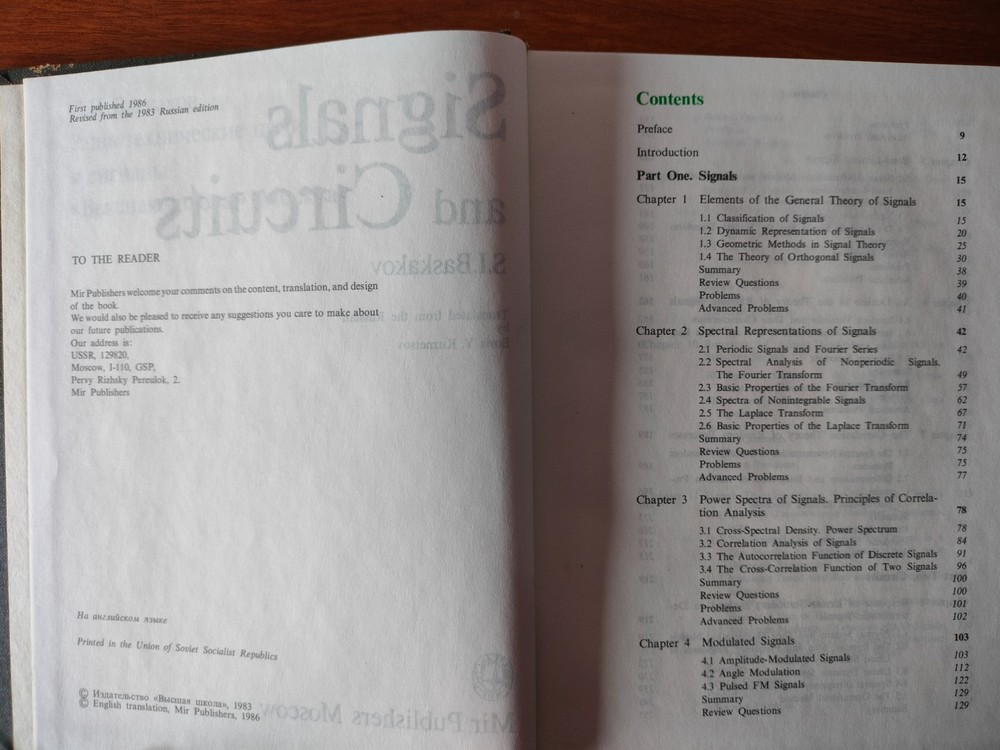 First published 1986
Revised from the 1983 Russian edition
Signals
and Circuits
S.I. Baskakov
TO THE READER
Mir Publishers welcome your comments on the content, translation, and design
of the book.
We would also be pleased to receive any suggestions you care to make about
our future publications.
Our address is:
USSR, 129820,
Moscow, I-110, GSP,
Pervy Rizhsky Pereulok, 2.
Mir Publishers
На английском языке
Printed in the Union of Soviet Socialist Republics
© Издательство «Высшая школа», 1983
© English translation, Mir Publishers, 1986
Mir Publishers Moscow
Contents
Preface 9
Introduction 12
Part One. Signals 15
Chapter 1 Elements of the General Theory of Signals 15
1.1 Classification of Signals 15
1.2 Dynamic Representation of Signals 20
1.3 Geometric Methods in Signal Theory 25
1.4 The Theory of Orthogonal Signals 30
Summary 38
Review Questions 39
Problems 40
Advanced Problems 41
Chapter 2 Spectral Representations of Signals 42
2.1 Periodic Signals and Fourier Series 42
2.2 Spectral Analysis of Nonperiodic Signals.
The Fourier Transform 49
2.3 Basic Properties of the Fourier Transform 57
2.4 Spectra of Nonintegrable Signals 62
2.5 The Laplace Transform 67
2.6 Basic Properties of the Laplace Transform 71
Summary 74
Review Questions 75
Problems 75
Advanced Problems 77
Chapter 3 Power Spectra of Signals. Principles of Correla-
tion Analysis 78
3.1 Cross-Spectral Density. Power Spectrum 78
3.2 Correlation Analysis of Signals 84
3.3 The Autocorrelation Function of Discrete Signals 91
3.4 The Cross-Correlation Function of Two Signals 96
Summary 100
Review Questions 100
Problems 101
Advanced Problems 102
Chapter 4 Modulated Signals 103
4.1 Amplitude-Modulated Signals 103
4.2 Angle Modulation 112
4.3 Pulsed FM Signals 122
Summary 129
Review Questions 129